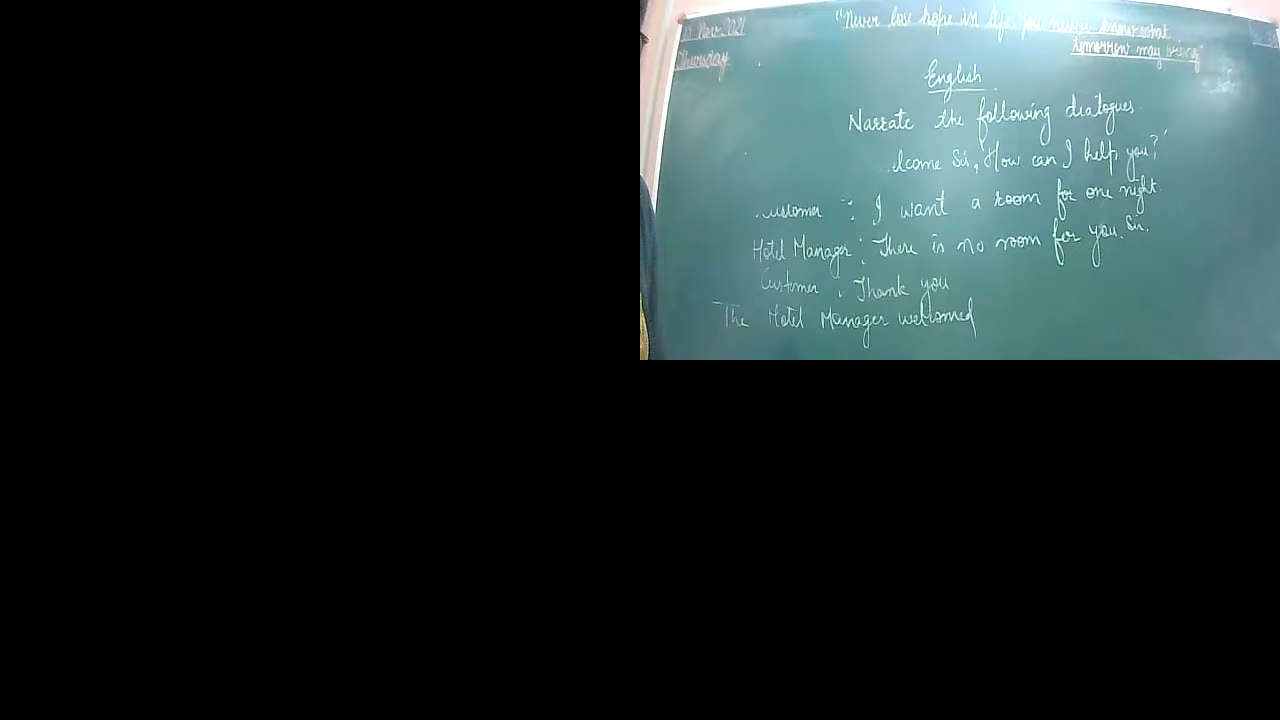 Nov. 2021
Thursday
"Never lose hope in life, you never know what
tomorrow may bring"
English
Narrate the following dialogues.
lcome Sir, 'How can I help you?'
ustomer : I want a room for one night
Hotel Manager : There is no room for you. Sir.
Customer : Thank you
The Hotel Manager welcomed